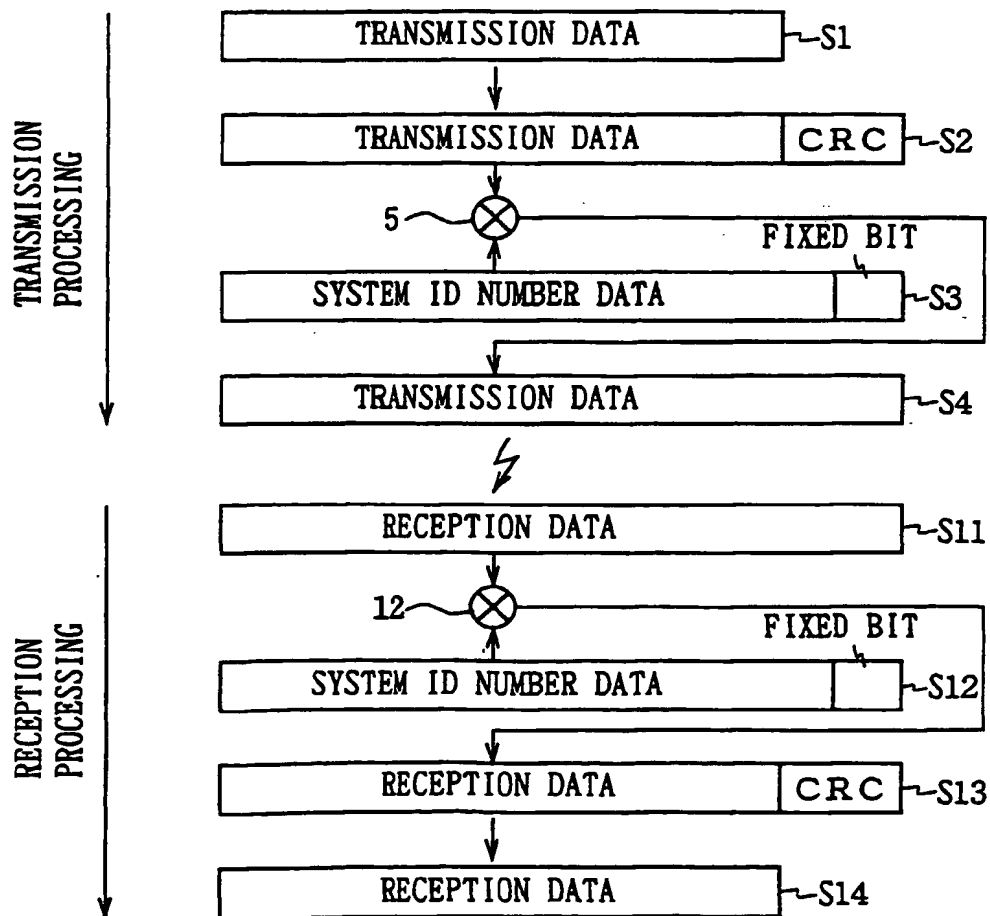 TRANSMISSION PROCESSING
TRANSMISSION DATA
S1
TRANSMISSION DATA
CRC
S2
5
FIXED BIT
SYSTEM ID NUMBER DATA
S3
TRANSMISSION DATA
S4
RECEPTION PROCESSING
RECEPTION DATA
S11
12
FIXED BIT
SYSTEM ID NUMBER DATA
S12
RECEPTION DATA
CRC
S13
RECEPTION DATA
S14